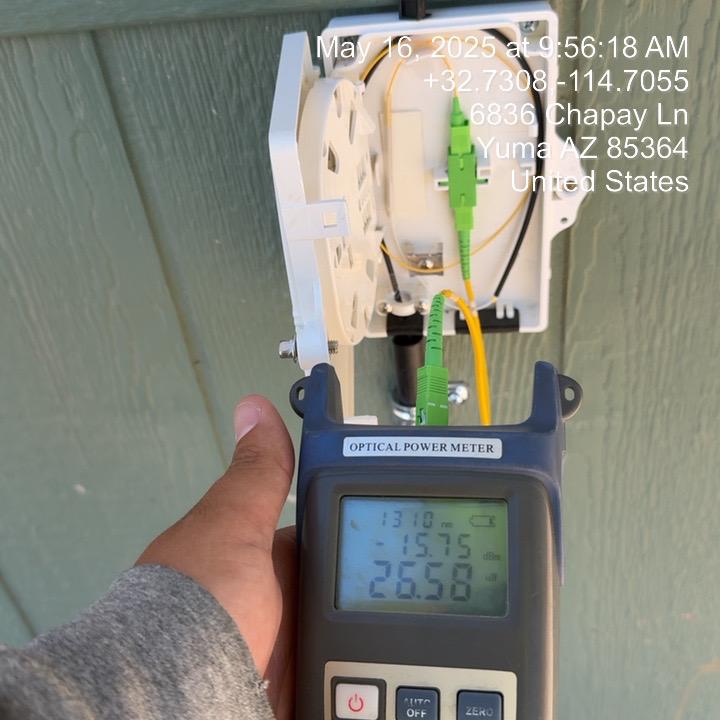 May 16, 2025 at 9:56:18 AM
+32.7308,-114.7055
6836 Chapay Ln
Yuma AZ 85364
United States
OPTICAL POWER METER
1310 nm
-15.75 dBm
26.58 uW
AUTO OFF
ZERO